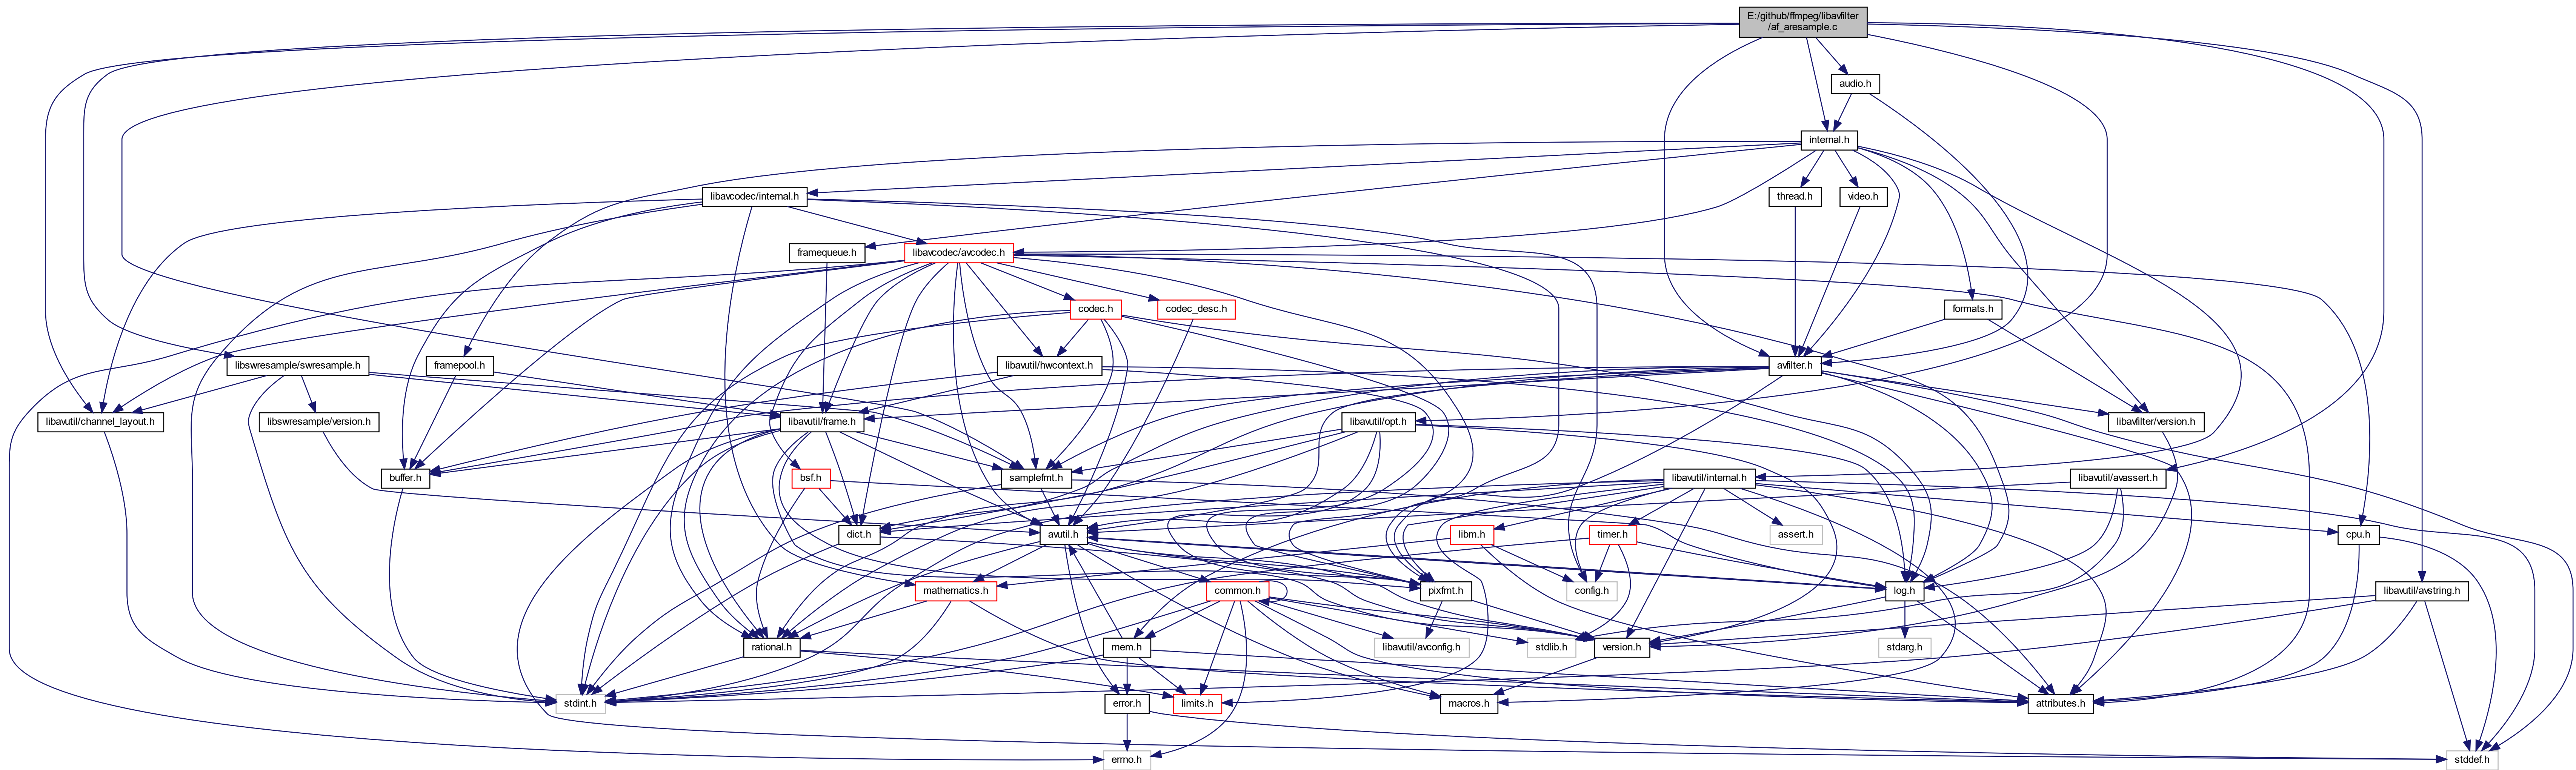 E:/github/ffmpeg/libavfilter
/af_aresample.c
audio.h
internal.h
libavcodec/internal.h
thread.h
video.h
framequeue.h
libavcodec/avcodec.h
codec.h
codec_desc.h
formats.h
libswresample/swresample.h
framepool.h
libavutil/hwcontext.h
avfilter.h
libavutil/channel_layout.h
libswresample/version.h
libavutil/frame.h
libavutil/opt.h
libavfilter/version.h
buffer.h
bsf.h
samplefmt.h
libavutil/internal.h
libavutil/avassert.h
dict.h
avutil.h
libm.h
timer.h
assert.h
cpu.h
mathematics.h
common.h
pixfmt.h
config.h
log.h
libavutil/avstring.h
rational.h
mem.h
libavutil/avconfig.h
stdlib.h
version.h
stdarg.h
stdint.h
error.h
limits.h
macros.h
attributes.h
errno.h
stddef.h